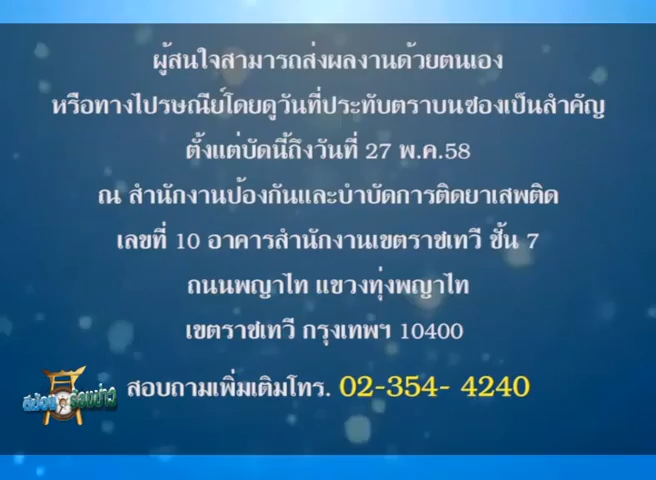 ผู้สนใจสามารถส่งผลงานด้วยตนเอง
หรือทางไปรษณีย์โดยดูวันที่ประทับตราบนซองเป็นสำคัญ
ตั้งแต่บัดนี้ถึงวันที่ 27 พ.ค.58
ณ สำนักงานป้องกันและบำบัดการติดยาเสพติด
เลขที่ 10 อาคารสำนักงานเขตราชเทวี ชั้น 7
ถนนพญาไท แขวงทุ่งพญาไท
เขตราชเทวี กรุงเทพฯ 10400
สอบถามเพิ่มเติมโทร. 02-354- 4240